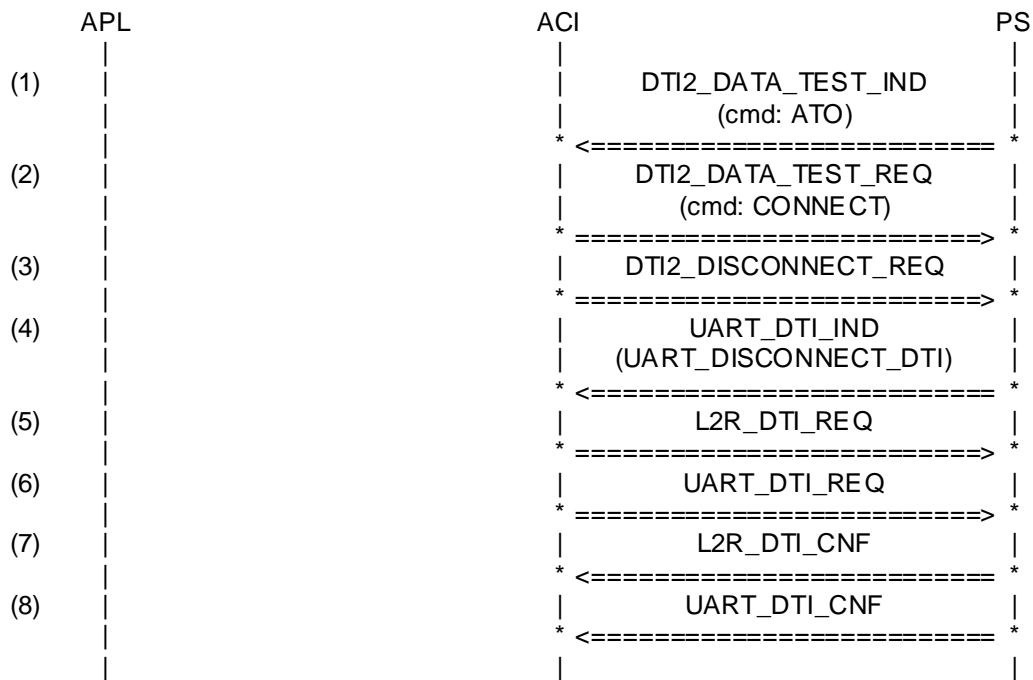 APL ACI PS
| | |
(1) | | DTI2_DATA_TEST_IND |
| | (cmd: ATO) |
| * <========================== *
(2) | | DTI2_DATA_TEST_REQ |
| | (cmd: CONNECT) |
| * ==========================> *
(3) | | DTI2_DISCONNECT_REQ |
| * ==========================> *
(4) | | UART_DTI_IND |
| | (UART_DISCONNECT_DTI) |
| * <========================== *
(5) | | L2R_DTI_REQ |
| * ==========================> *
(6) | | UART_DTI_REQ |
| * ==========================> *
(7) | | L2R_DTI_CNF |
| * <========================== *
(8) | | UART_DTI_CNF |
| * <========================== *
| | |